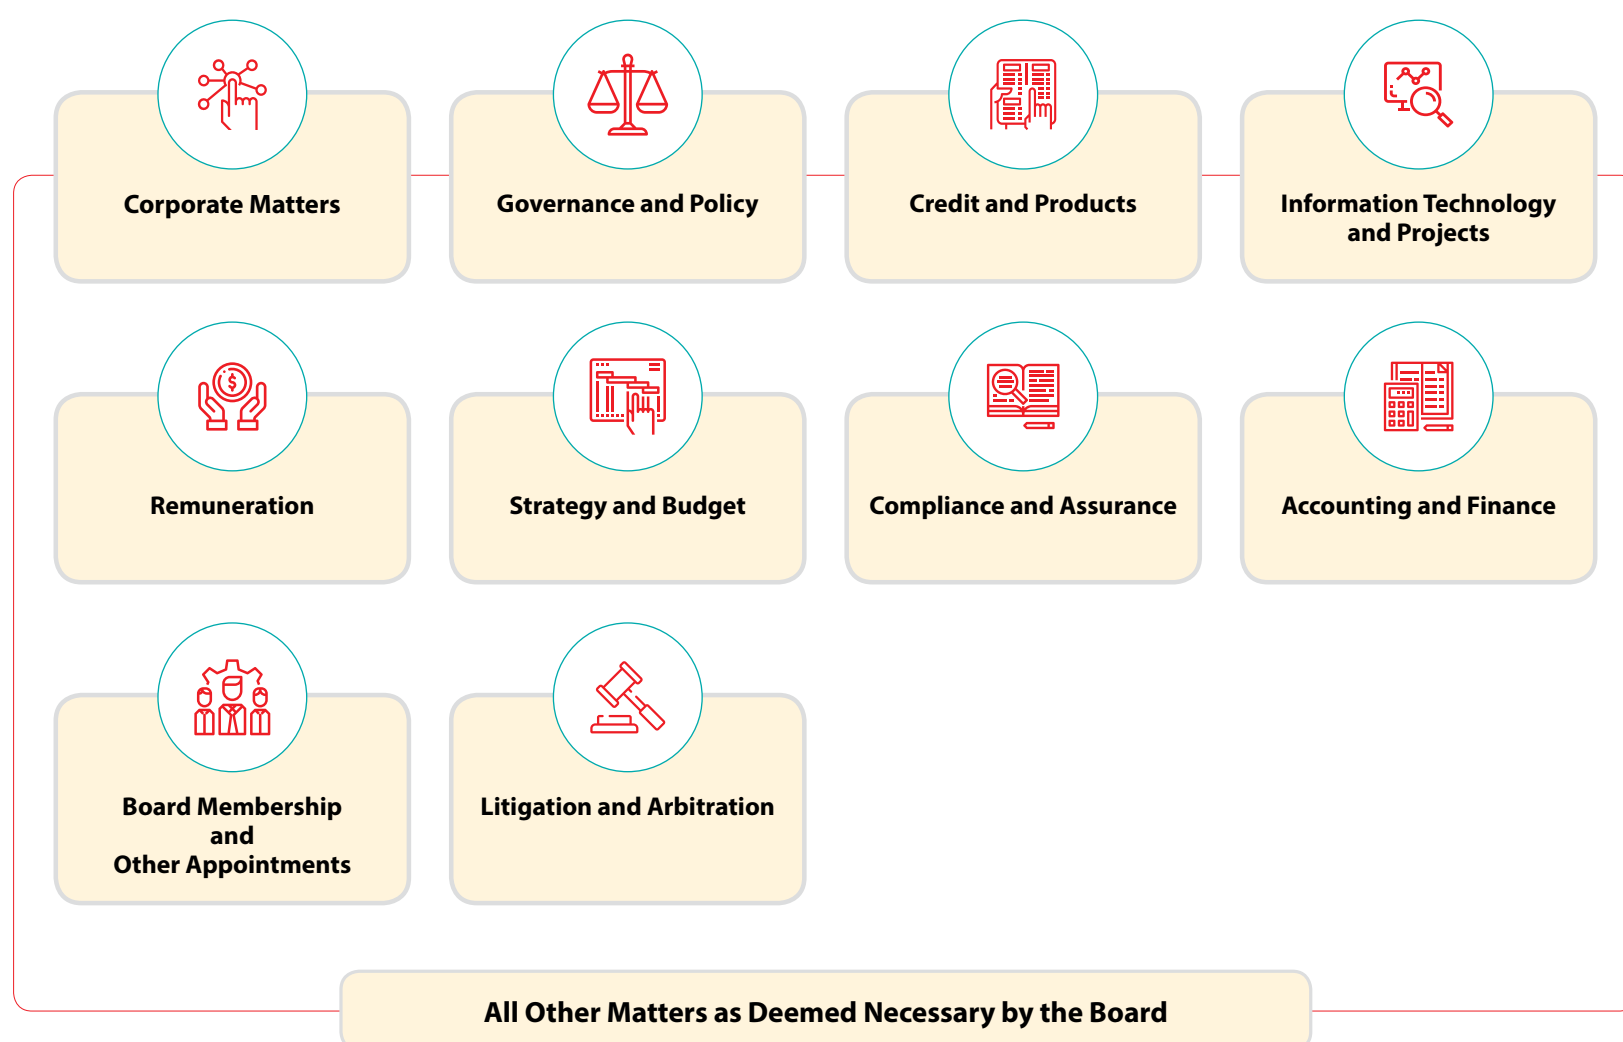 Corporate Matters
Governance and Policy
Credit and Products
Information Technology
and Projects
Remuneration
Strategy and Budget
Compliance and Assurance
Accounting and Finance
Board Membership
and
Other Appointments
Litigation and Arbitration
All Other Matters as Deemed Necessary by the Board